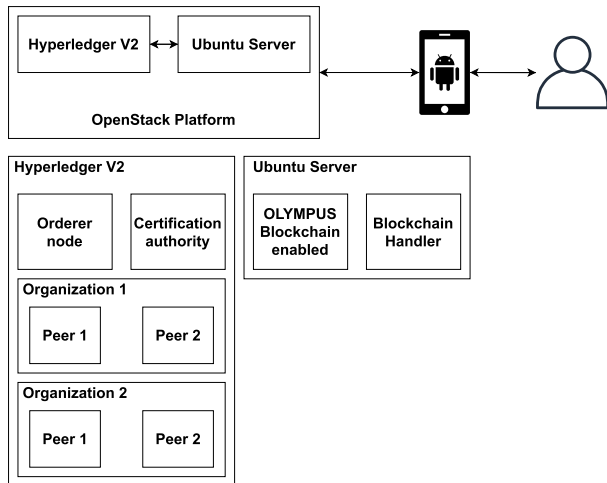 Hyperledger V2
Ubuntu Server
OpenStack Platform
Hyperledger V2
Orderer
node
Certification
authority
Organization 1
Peer 1
Peer 2
Organization 2
Peer 1
Peer 2
Ubuntu Server
OLYMPUS
Blockchain
enabled
Blockchain
Handler